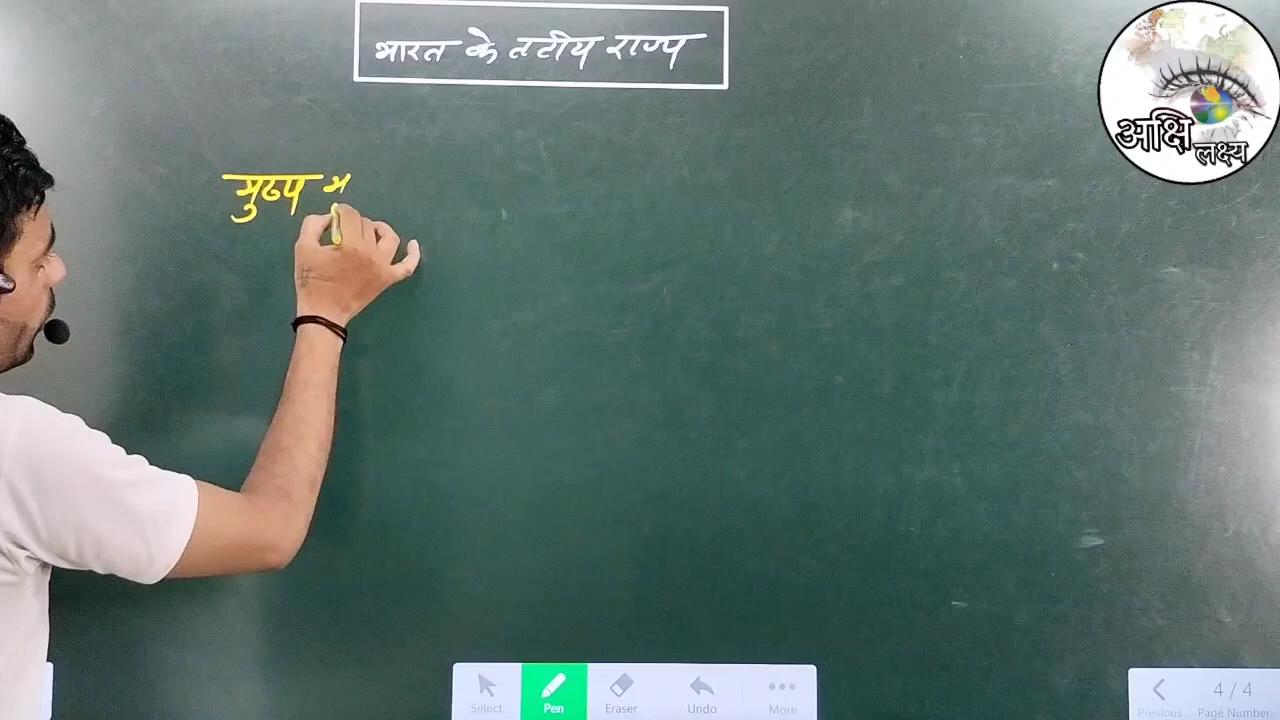 भारत के तटीय राज्य
अक्षि
लक्ष्य
मुख्य
Select
Pen
Eraser
Undo
More
4 / 4
Previous
Page Number